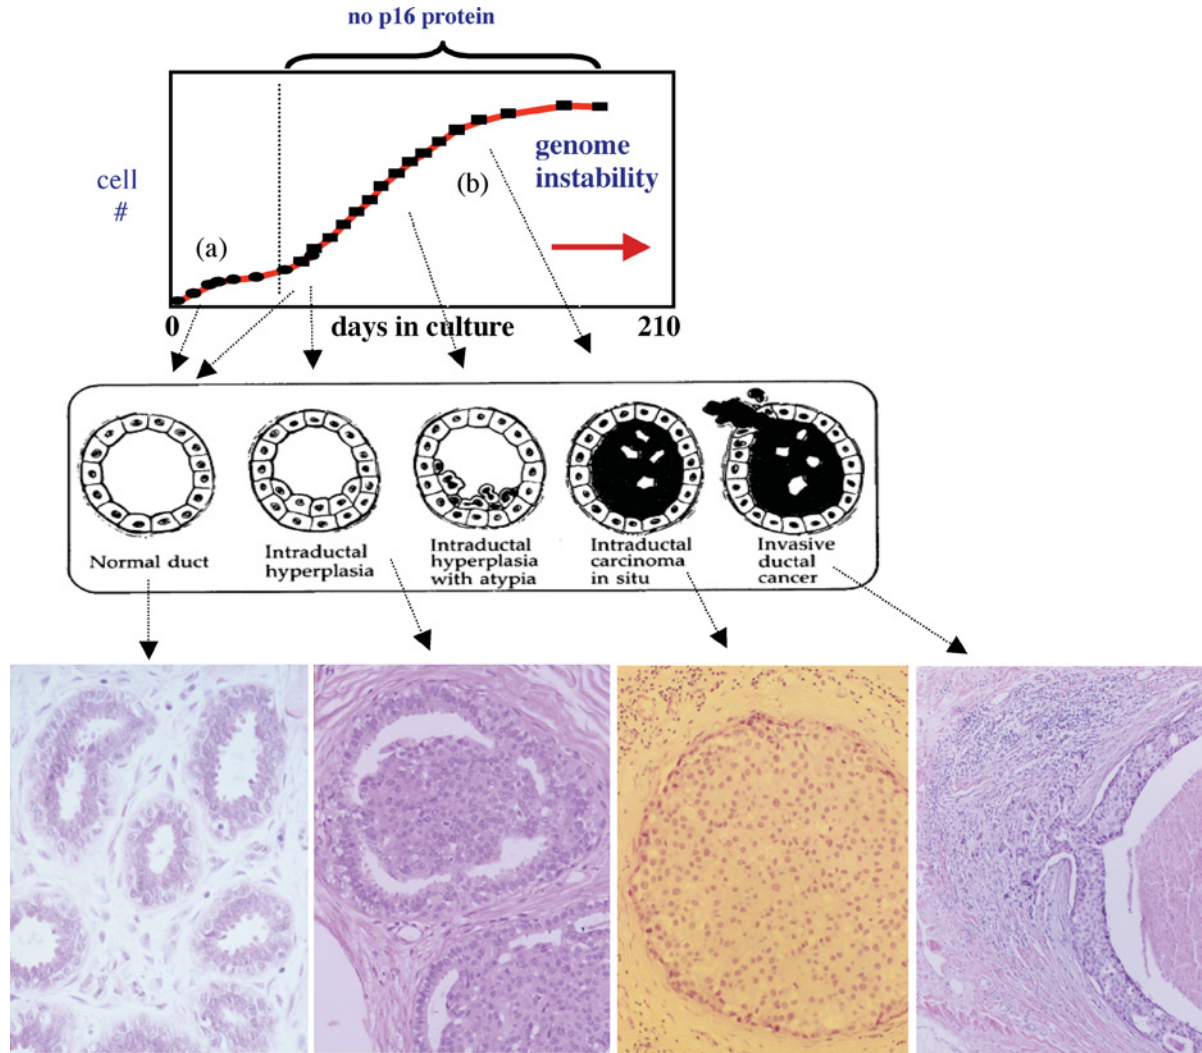 no p16 protein
cell
#
(a)
(b)
genome
instability
0
days in culture
210
Normal duct
Intraductal
hyperplasia
Intraductal
hyperplasia
with atypia
Intraductal
carcinoma
in situ
Invasive
ductal
cancer